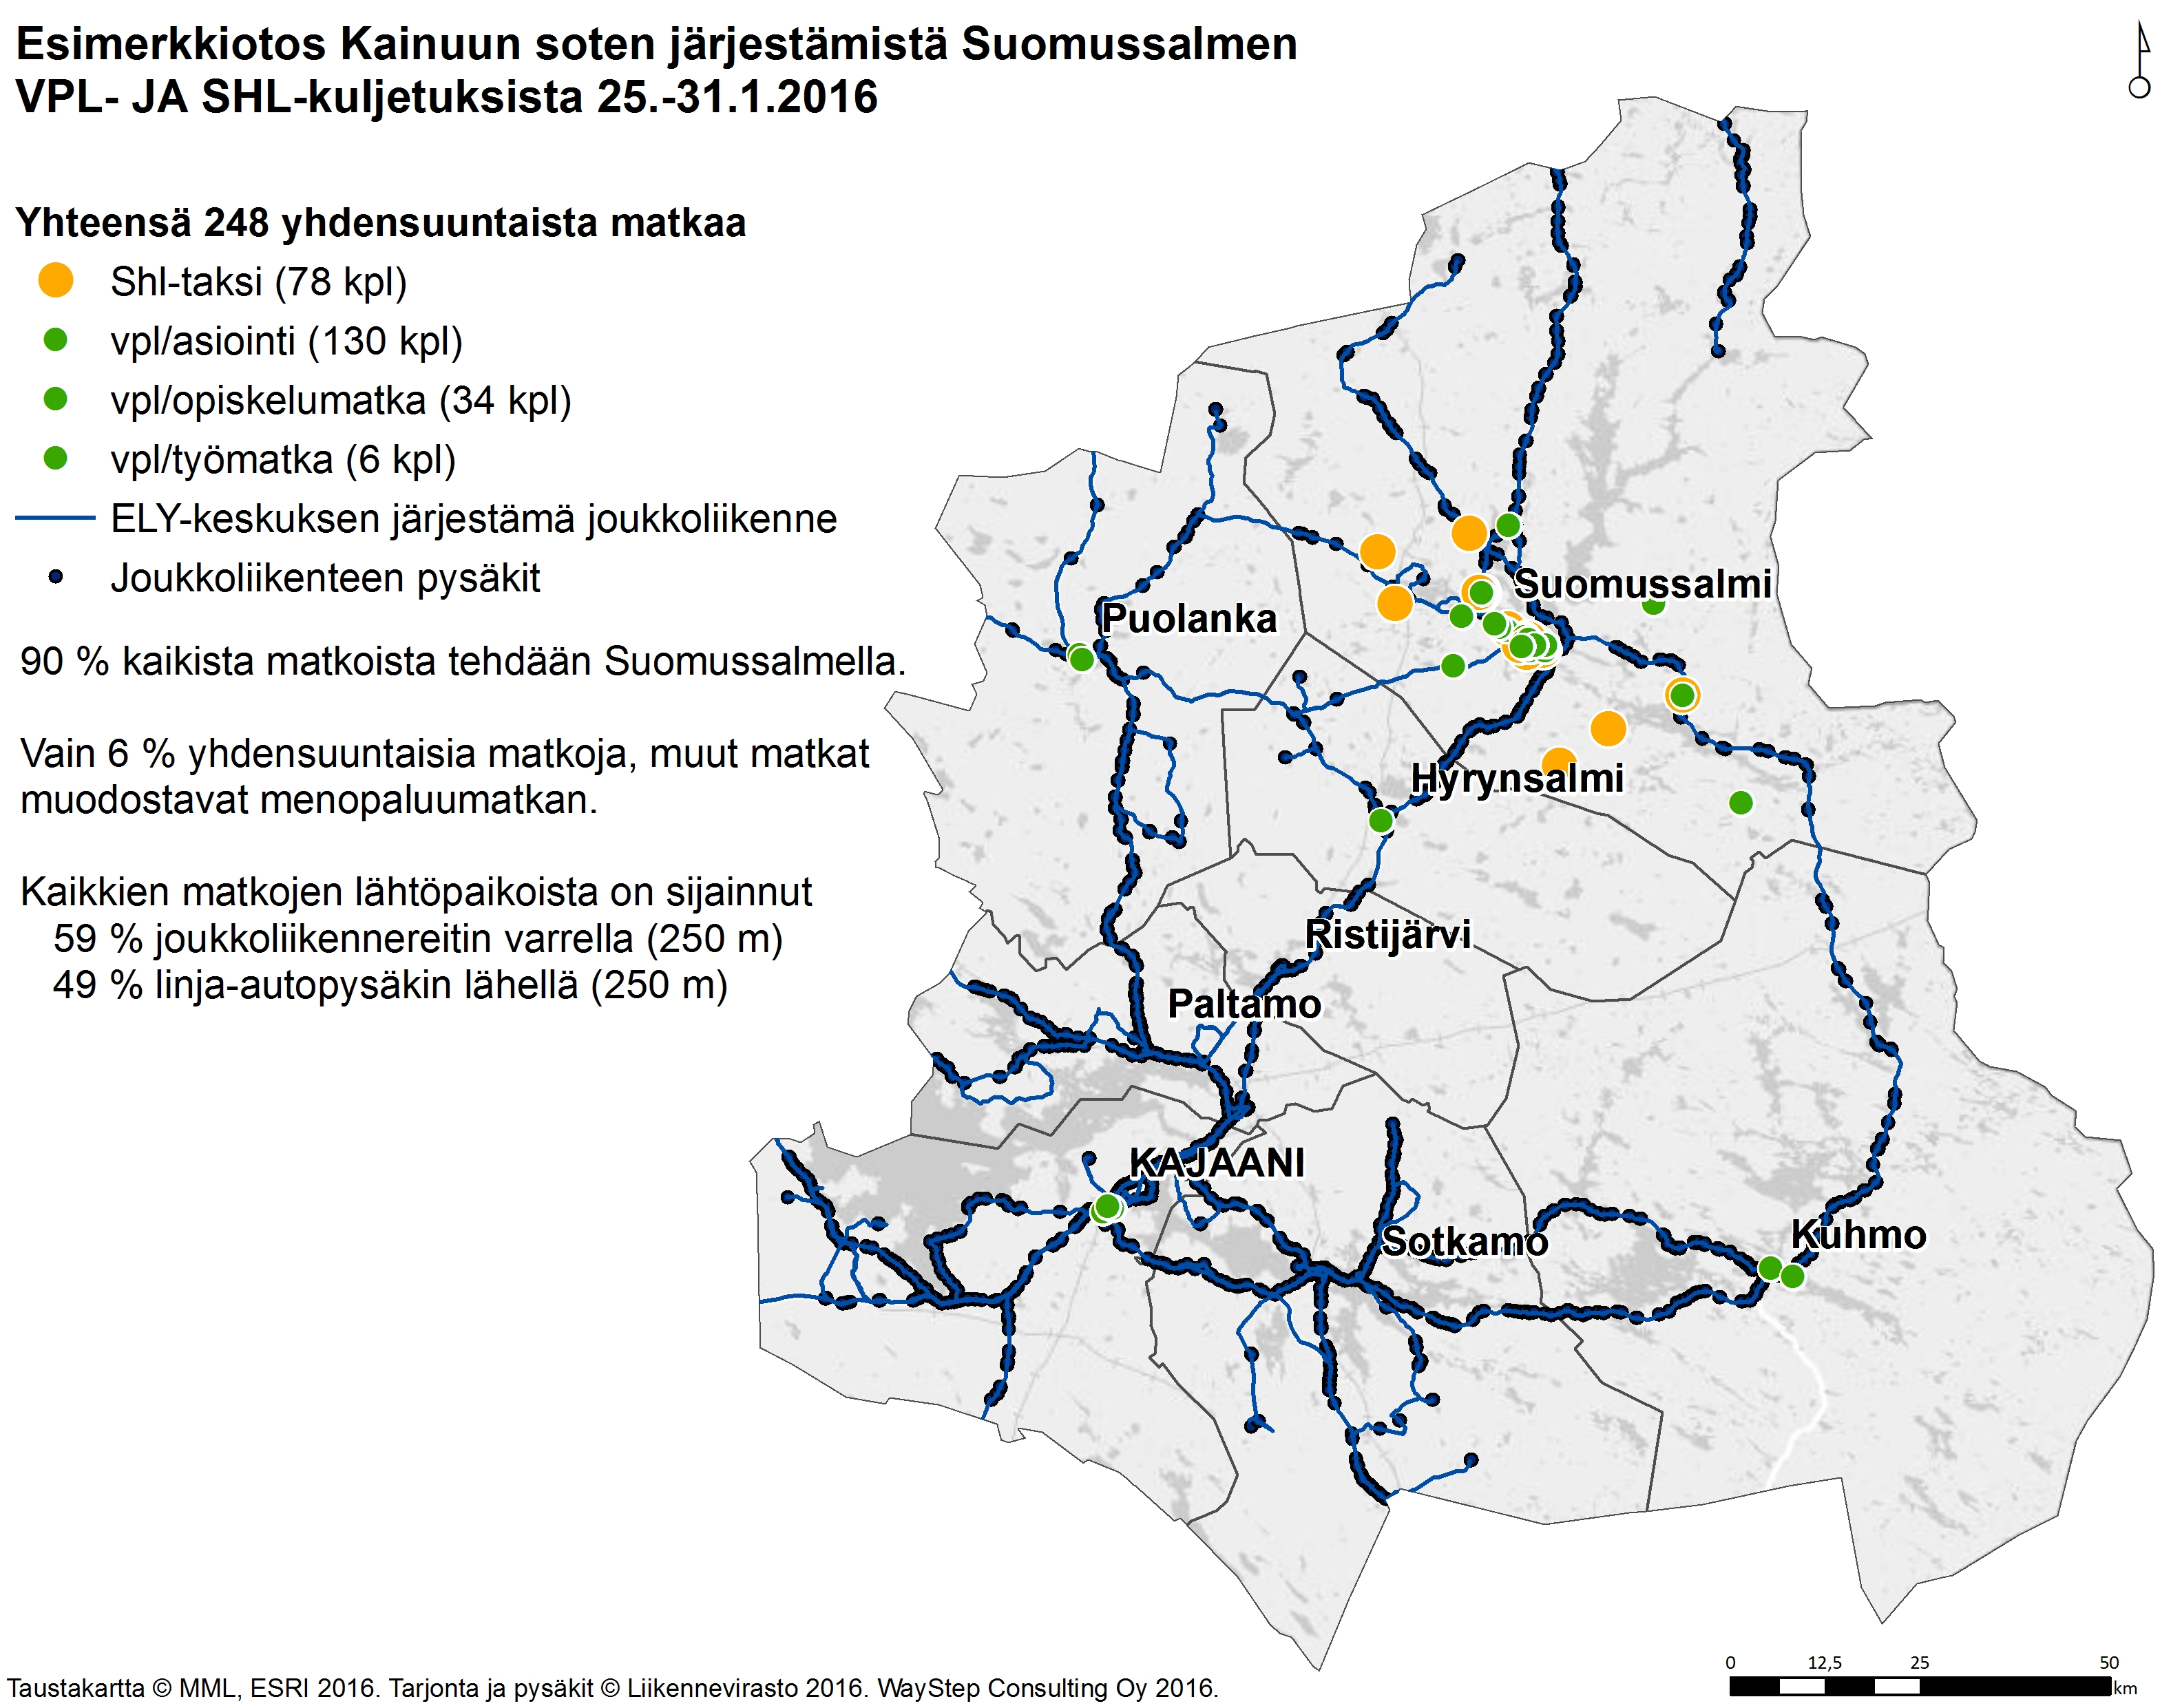 Esimerkkiotos Kainuun soten järjestämistä Suomussalmen
VPL- JA SHL-kuljetuksista 25.-31.1.2016
Yhteensä 248 yhdensuuntaista matkaa
Shl-taksi (78 kpl)
vpl/asiointi (130 kpl)
vpl/opiskelumatka (34 kpl)
vpl/työmatka (6 kpl)
ELY-keskuksen järjestämä joukkoliikenne
Joukkoliikenteen pysäkit
90 % kaikista matkoista tehdään Suomussalmella.
Vain 6 % yhdensuuntaisia matkoja, muut matkat
muodostavat menopaluumatkan.
Kaikkien matkojen lähtöpaikoista on sijainnut
59 % joukkoliikennereitin varrella (250 m)
49 % linja-autopysäkin lähellä (250 m)
Suomussalmi
Puolanka
Hyrynsalmi
Ristijärvi
Paltamo
KAJAANI
Sotkamo
Kuhmo
0 12,5 25 50
km
Taustakartta © MML, ESRI 2016. Tarjonta ja pysäkit © Liikennevirasto 2016. WayStep Consulting Oy 2016.